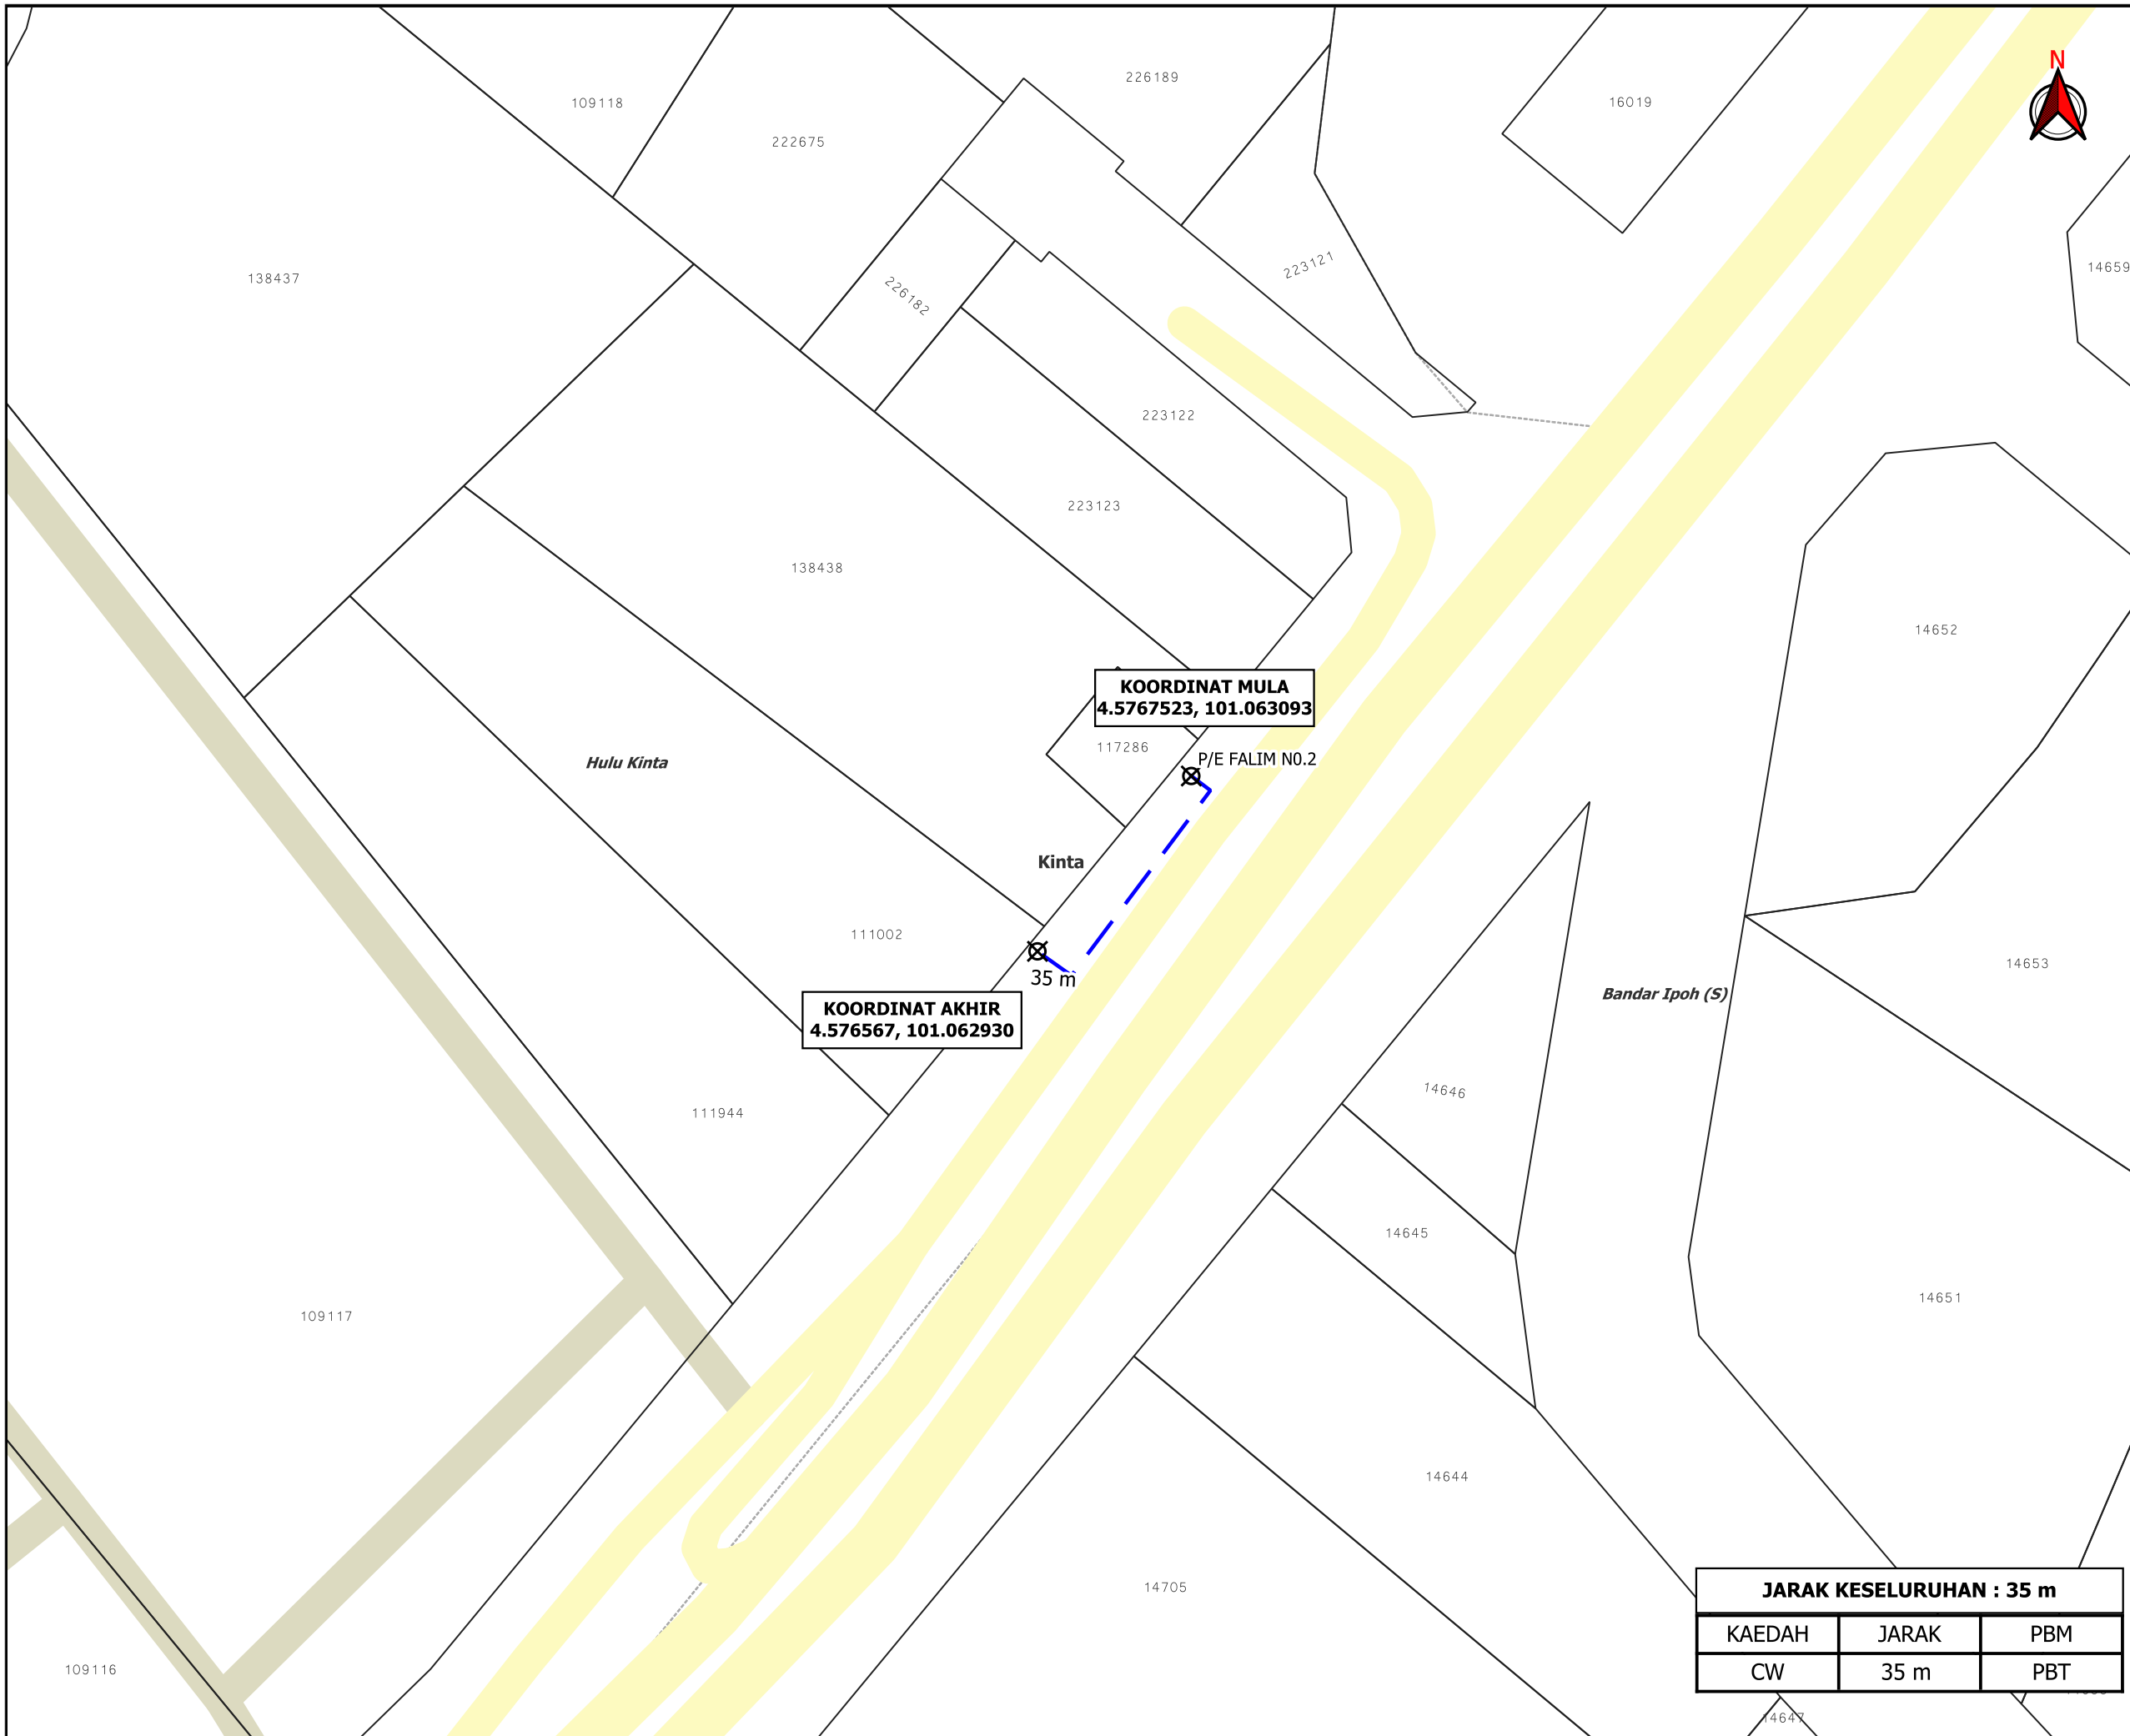 N
109118
226189
16019
222675
138437
226182
223121
14659
223122
223123
138438
14652
KOORDINAT MULA
4.5767523, 101.063093
117286
P/E FALIM N0.2
Hulu Kinta
Kinta
111002
35 m
14653
Bandar Ipoh (S)
KOORDINAT AKHIR
4.576567, 101.062930
111944
14646
14645
109117
14651
14644
14705
109116
JARAK KESELURUHAN : 35 m
KAEDAH JARAK PBM
CW 35 m PBT
14647